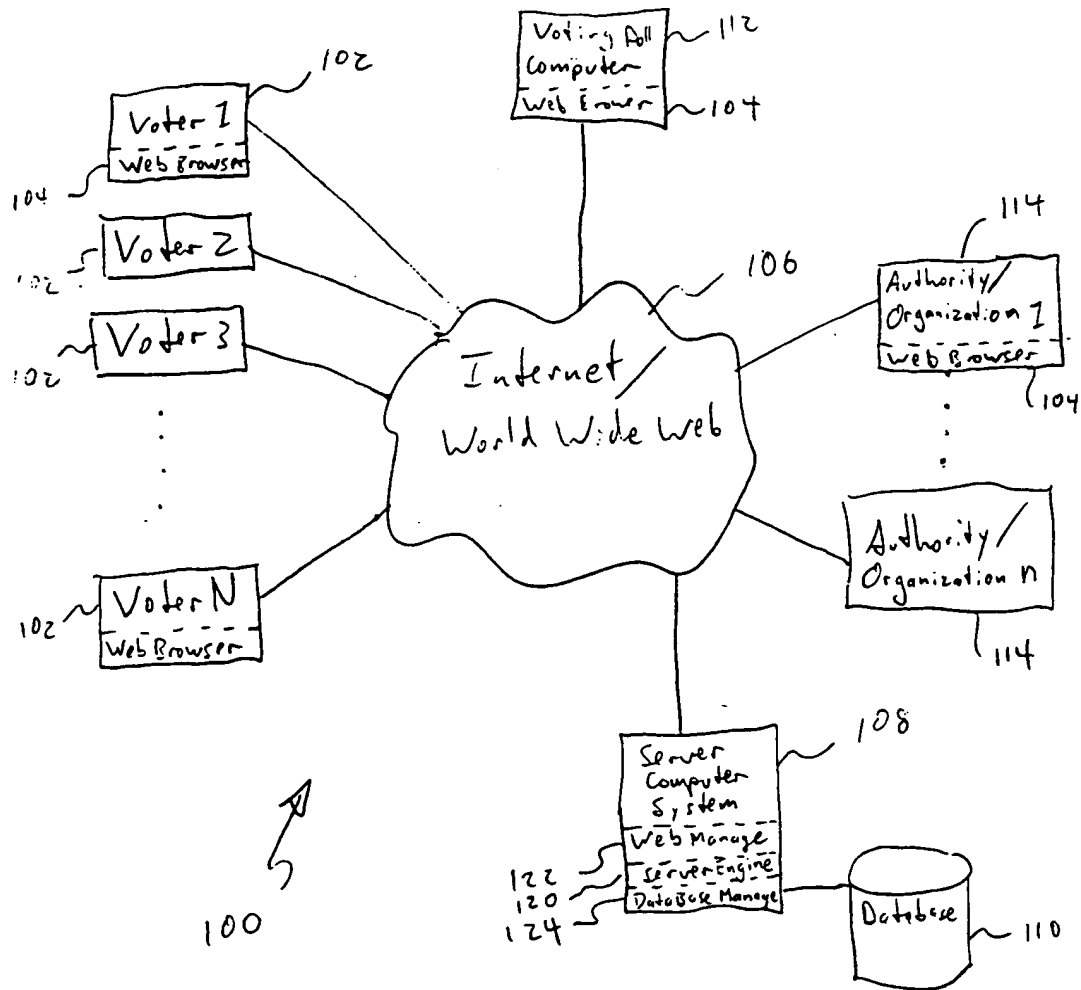 Voting Poll
Computer
Web Browser
112
104
Voter 1
Web Browser
102
104
Voter 2
102
Voter 3
102
Voter N
Web Browser
102
Internet/
World Wide Web
106
Authority/
Organization 1
Web Browser
114
104
Authority/
Organization n
114
Server
Computer
System
Web Manage
Server Engine
DataBase Manage
108
122
120
124
Database
110
100